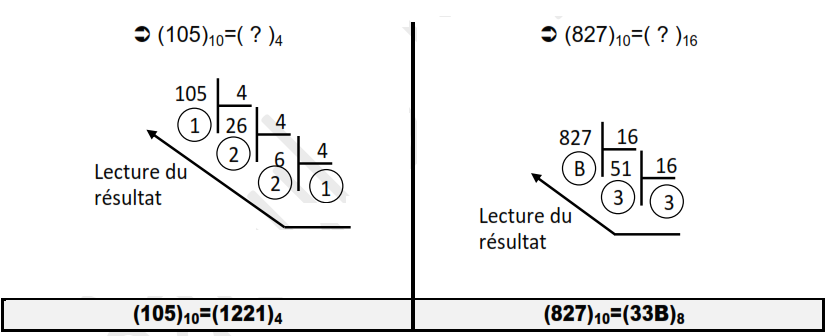 ➲ (105)₁₀=( ? )₄
105 4
1 26 4
2 6 4
2 1
Lecture du
résultat
(105)₁₀=(1221)₄
➲ (827)₁₀=( ? )₁₆
827 16
B 51 16
3 3
Lecture du
résultat
(827)₁₀=(33B)₈